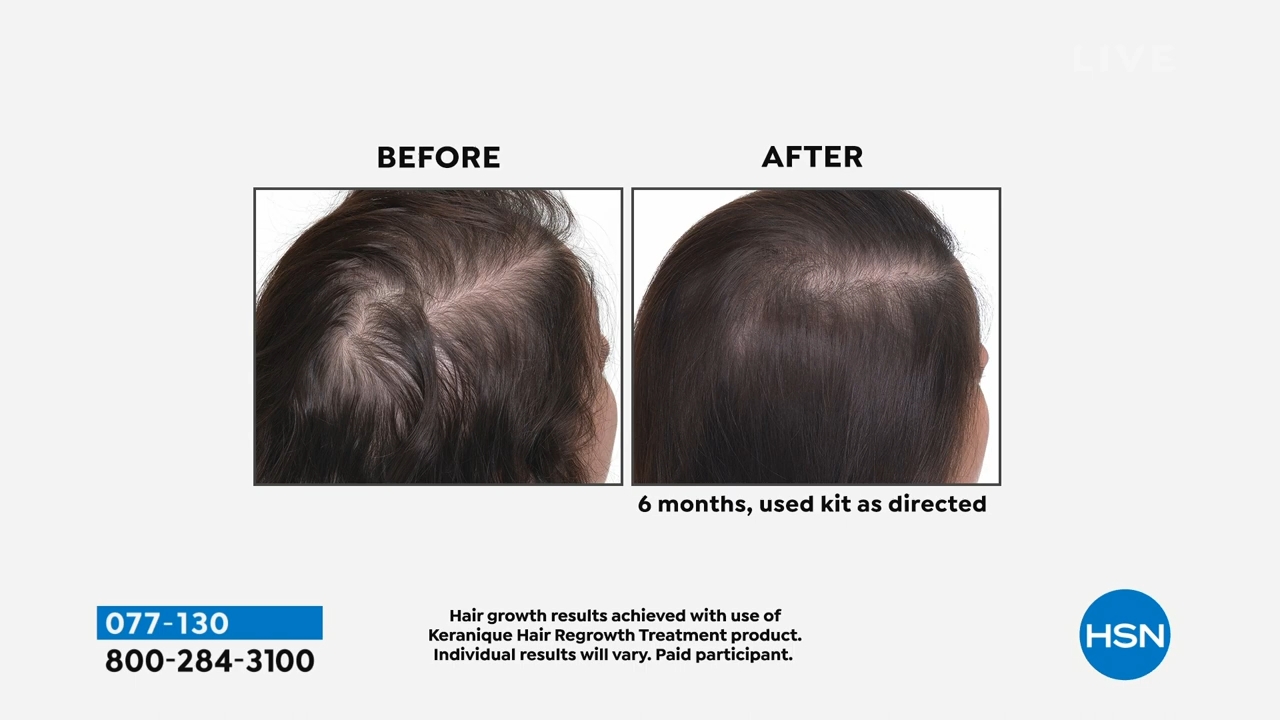 LIVE
BEFORE
AFTER
6 months, used kit as directed
077-130
800-284-3100
Hair growth results achieved with use of
Keranique Hair Regrowth Treatment product.
Individual results will vary. Paid participant.
HSN